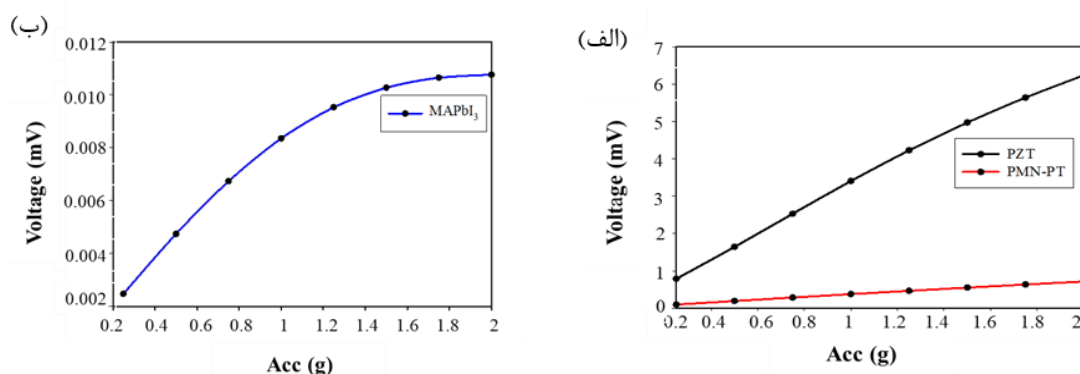 (ب)
0.012
0.010
0.008
0.006
0.004
0.002
Voltage (mV)
MAPbI₃
0.2 0.4 0.6 0.8 1 1.2 1.4 1.6 1.8 2
Acc (g)
(الف)
7
6
5
4
3
2
1
0
Voltage (mV)
PZT
PMN-PT
0.2 0.4 0.6 0.8 1 1.2 1.4 1.6 1.8 2
Acc (g)